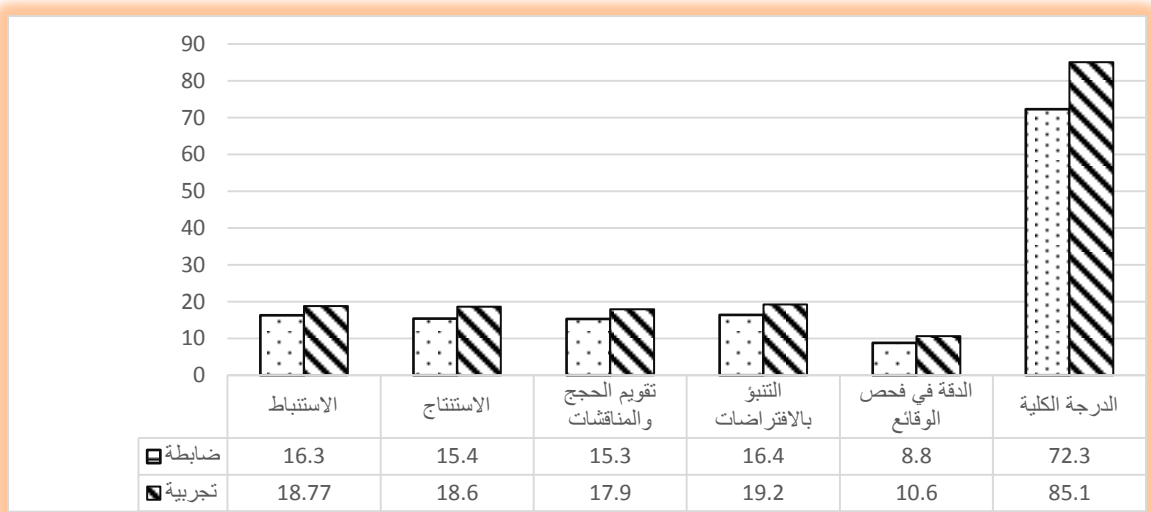 90
80
70
60
50
40
30
20
10
0
الاستنباط
الاستنتاج
تقويم الحجج
والمناقشات
التنبؤ
بالافتراضات
الدقة في فحص
الوقائع
الدرجة الكلية
ضابطة 16.3 15.4 15.3 16.4 8.8 72.3
تجريبية 18.77 18.6 17.9 19.2 10.6 85.1